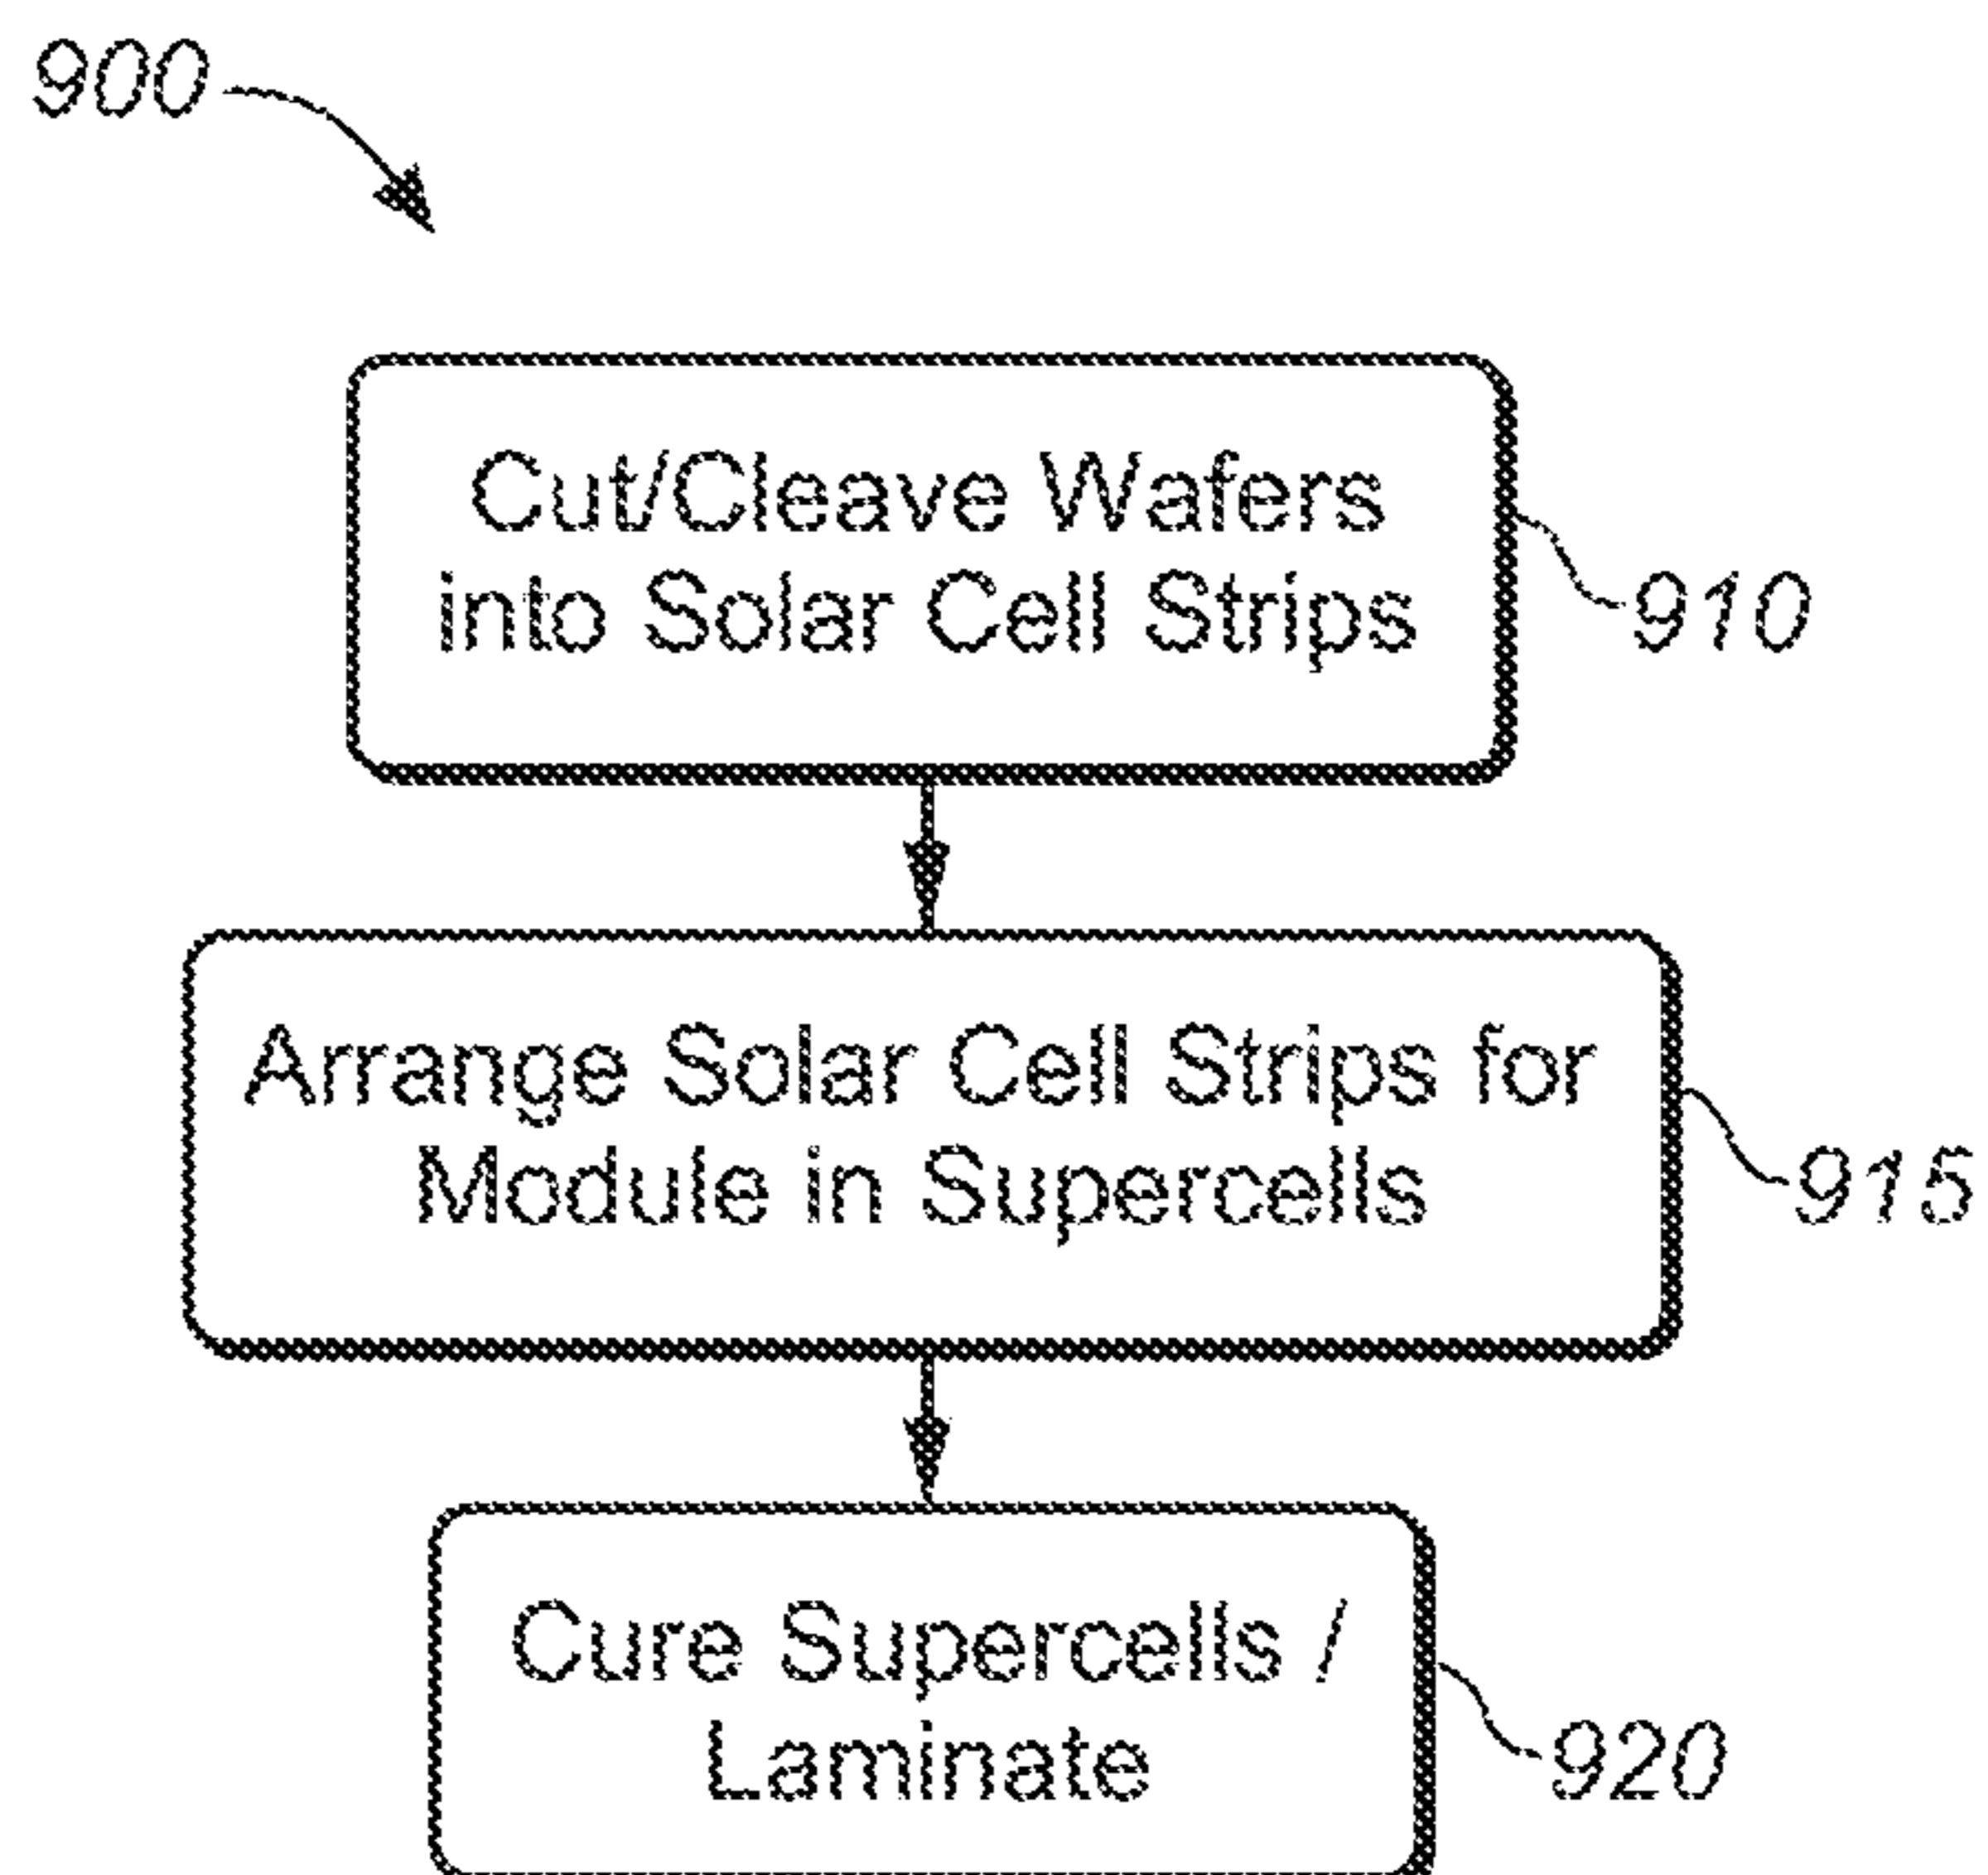 900
Cut/Cleave Wafers
into Solar Cell Strips
910
Arrange Solar Cell Strips for
Module in Supercells
915
Cure Supercells /
Laminate
920